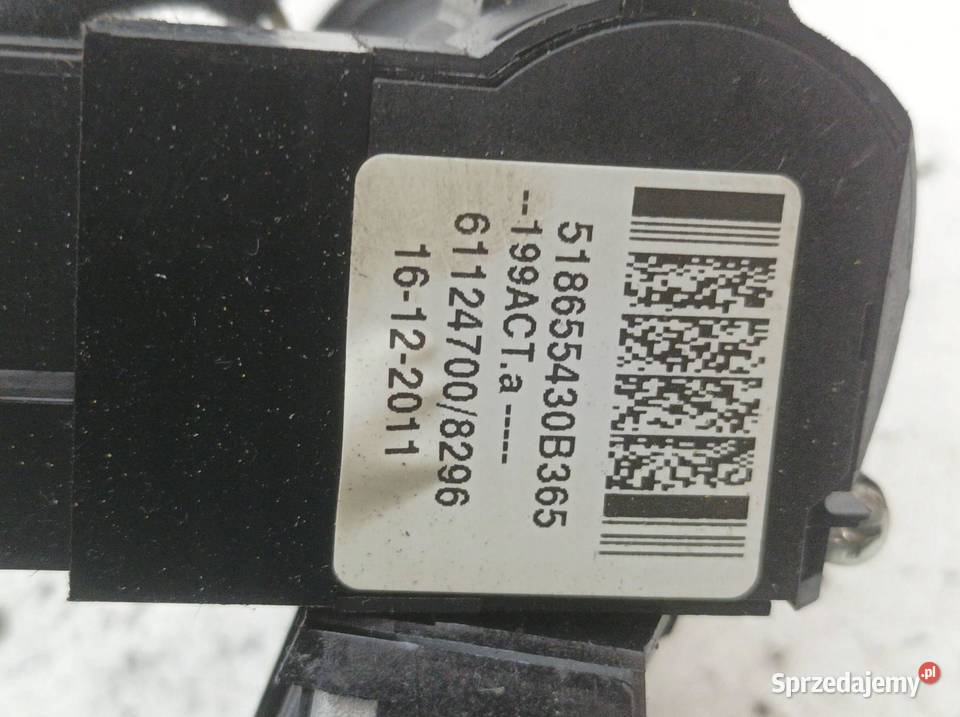 518655430B365
--199ACT.a-----
61124700/8296
16-12-2011
Sprzedajemy.pl